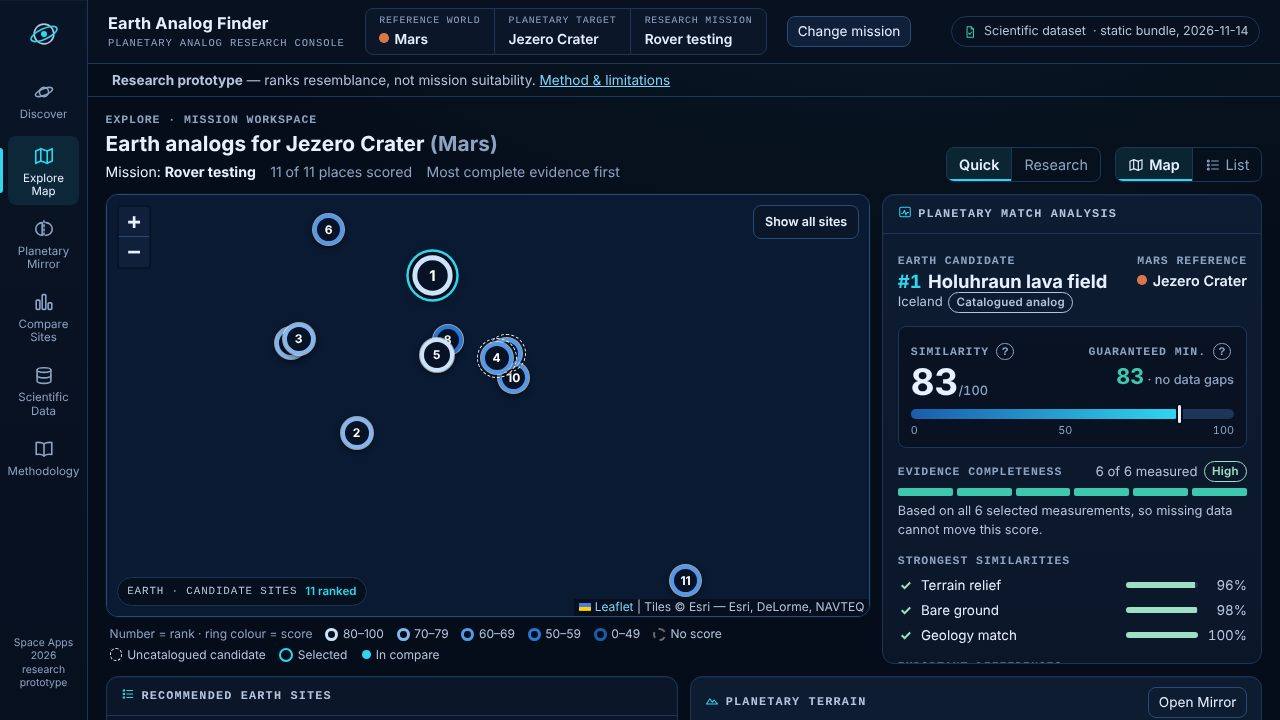 Earth Analog Finder
PLANETARY ANALOG RESEARCH CONSOLE
REFERENCE WORLD
Mars
PLANETARY TARGET
Jezero Crater
RESEARCH MISSION
Rover testing
Change mission
Scientific dataset · static bundle, 2026-11-14
Discover
Explore
Map
Planetary
Mirror
Compare
Sites
Scientific
Data
Methodology
Space Apps
2026
research
prototype
Research prototype — ranks resemblance, not mission suitability. Method & limitations
EXPLORE · MISSION WORKSPACE
Earth analogs for Jezero Crater (Mars)
Mission: Rover testing 11 of 11 places scored Most complete evidence first
Quick
Research
Map
List
+
−
Show all sites
6
1
3
8
5
4
10
2
11
EARTH · CANDIDATE SITES 11 ranked
Leaflet | Tiles © Esri — Esri, DeLorme, NAVTEQ
Number = rank · ring colour = score 80–100 70–79 60–69 50–59 0–49 No score
Uncatalogued candidate Selected In compare
PLANETARY MATCH ANALYSIS
EARTH CANDIDATE
#1 Holuhraun lava field
Iceland Catalogued analog
MARS REFERENCE
Jezero Crater
SIMILARITY ?
83/100
GUARANTEED MIN. ?
83 · no data gaps
0 50 100
EVIDENCE COMPLETENESS 6 of 6 measured High
Based on all 6 selected measurements, so missing data
cannot move this score.
STRONGEST SIMILARITIES
Terrain relief 96%
Bare ground 98%
Geology match 100%
RECOMMENDED EARTH SITES
PLANETARY TERRAIN
Open Mirror